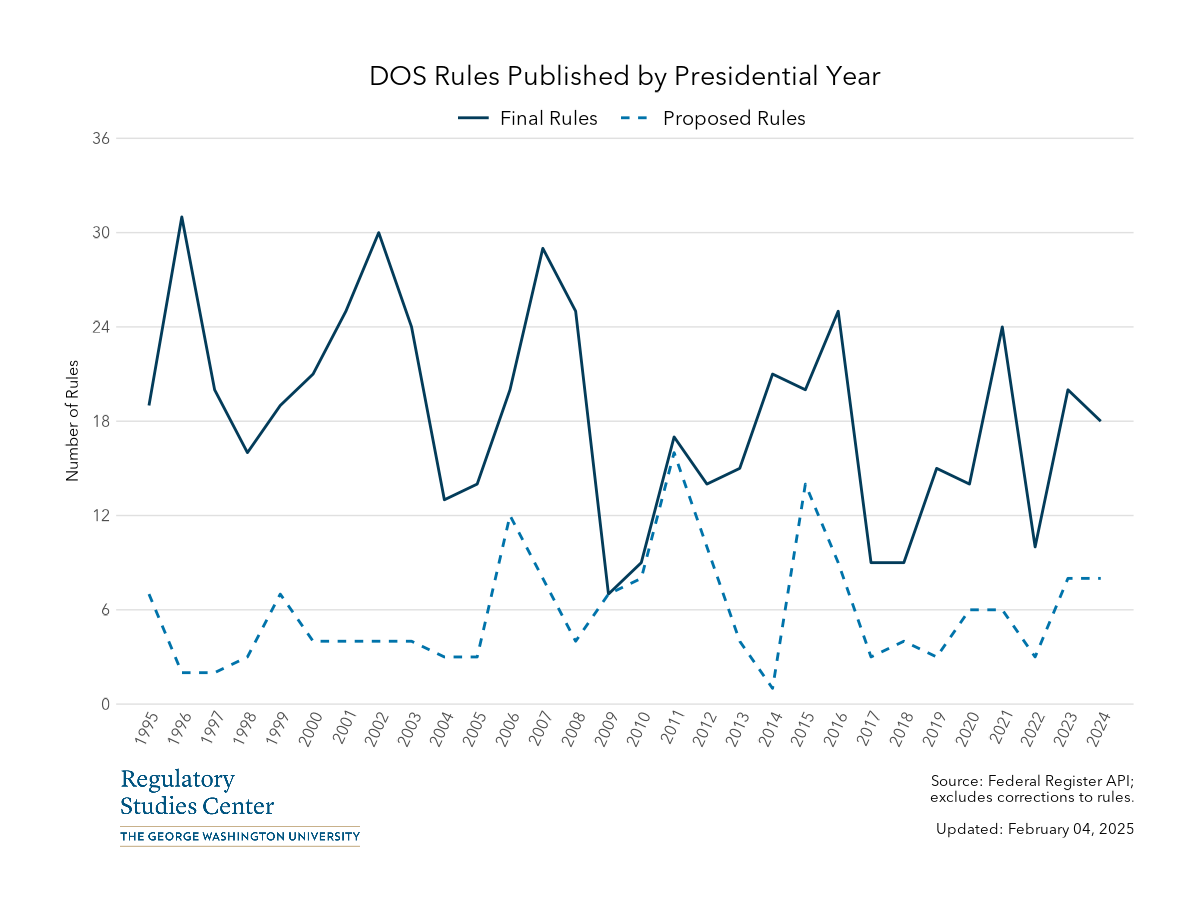 DOS Rules Published by Presidential Year
Final Rules Proposed Rules
36
30
24
18
12
6
0
Number of Rules
1995 1996 1997 1998 1999 2000 2001 2002 2003 2004 2005 2006 2007 2008 2009 2010 2011 2012 2013 2014 2015 2016 2017 2018 2019 2020 2021 2022 2023 2024
Regulatory
Studies Center
THE GEORGE WASHINGTON UNIVERSITY
Source: Federal Register API;
excludes corrections to rules.
Updated: February 04, 2025